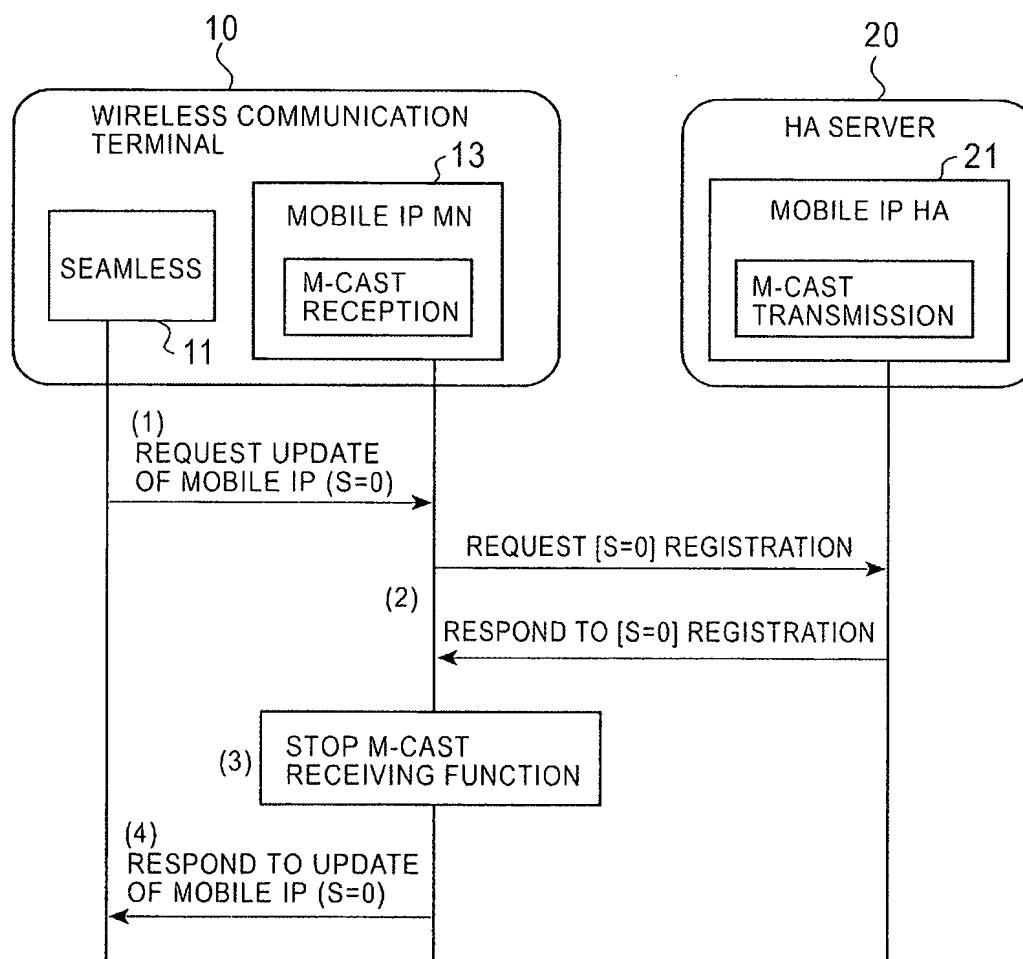 10
20
WIRELESS COMMUNICATION
TERMINAL
HA SERVER
13
21
MOBILE IP MN
MOBILE IP HA
SEAMLESS
M-CAST
RECEPTION
M-CAST
TRANSMISSION
11
(1)
REQUEST UPDATE
OF MOBILE IP (S=0)
REQUEST [S=0] REGISTRATION
(2)
RESPOND TO [S=0] REGISTRATION
(3)
STOP M-CAST
RECEIVING FUNCTION
(4)
RESPOND TO UPDATE
OF MOBILE IP (S=0)